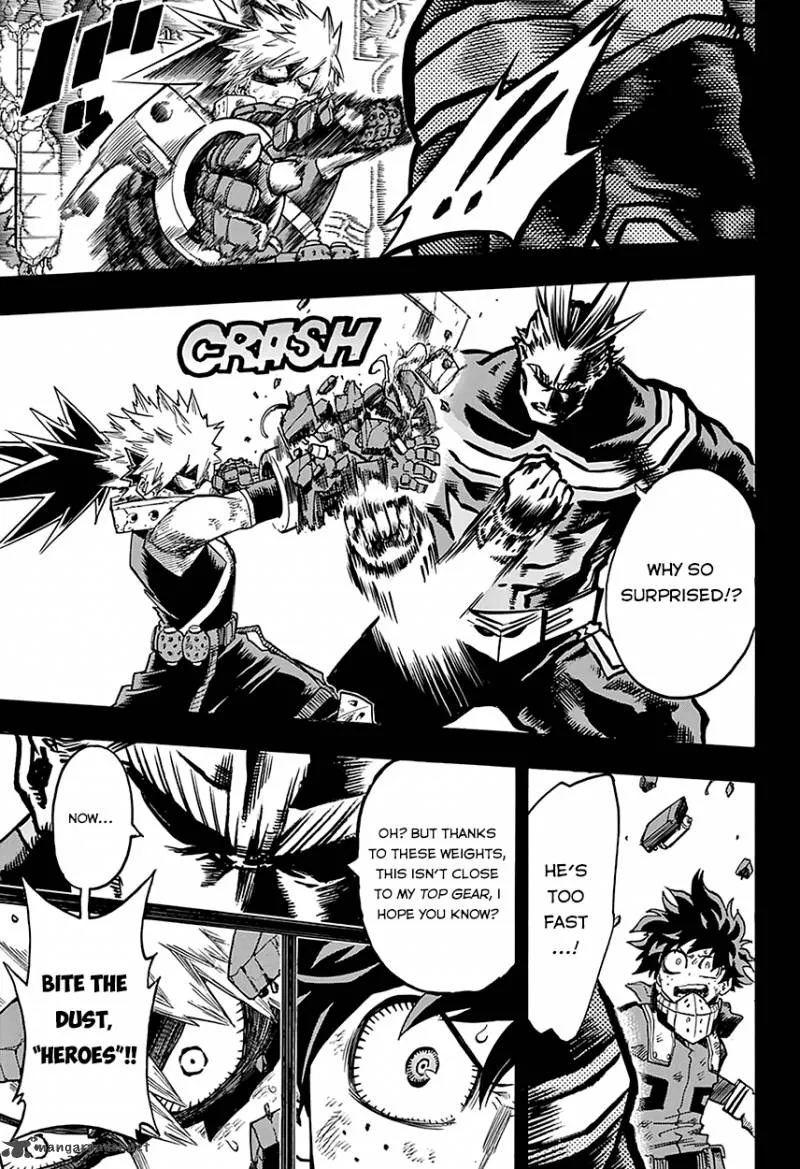 CRASH
WHY SO
SURPRISED!?
HE'S
TOO
FAST
...!
OH? BUT THANKS
TO THESE WEIGHTS,
THIS ISN'T CLOSE
TO MY TOP GEAR, I
HOPE YOU KNOW?
NOW...
BITE THE
DUST,
"HEROES"!!